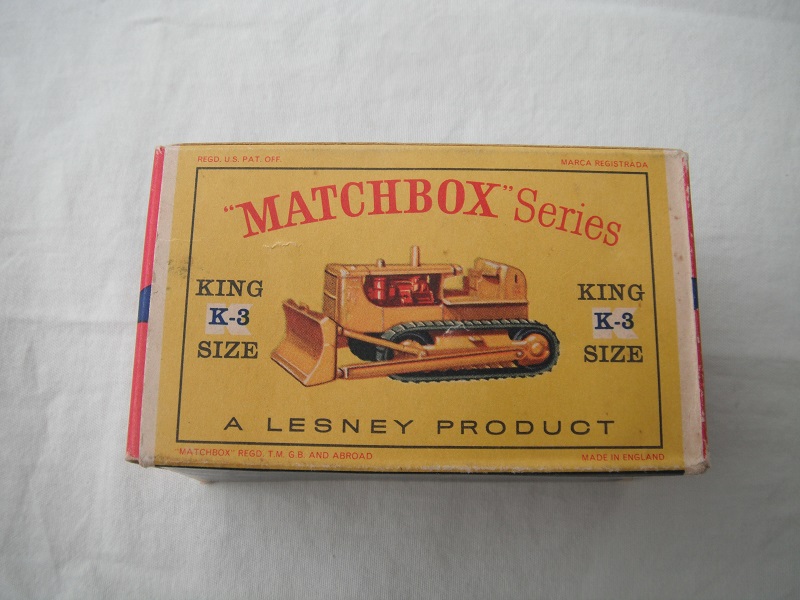 REGD. U.S. PAT. OFF. MARCA REGISTRADA
"MATCHBOX" Series
KING
K-3
SIZE
KING
K-3
SIZE
A LESNEY PRODUCT
"MATCHBOX" REGD. T.M. G.B. AND ABROAD MADE IN ENGLAND